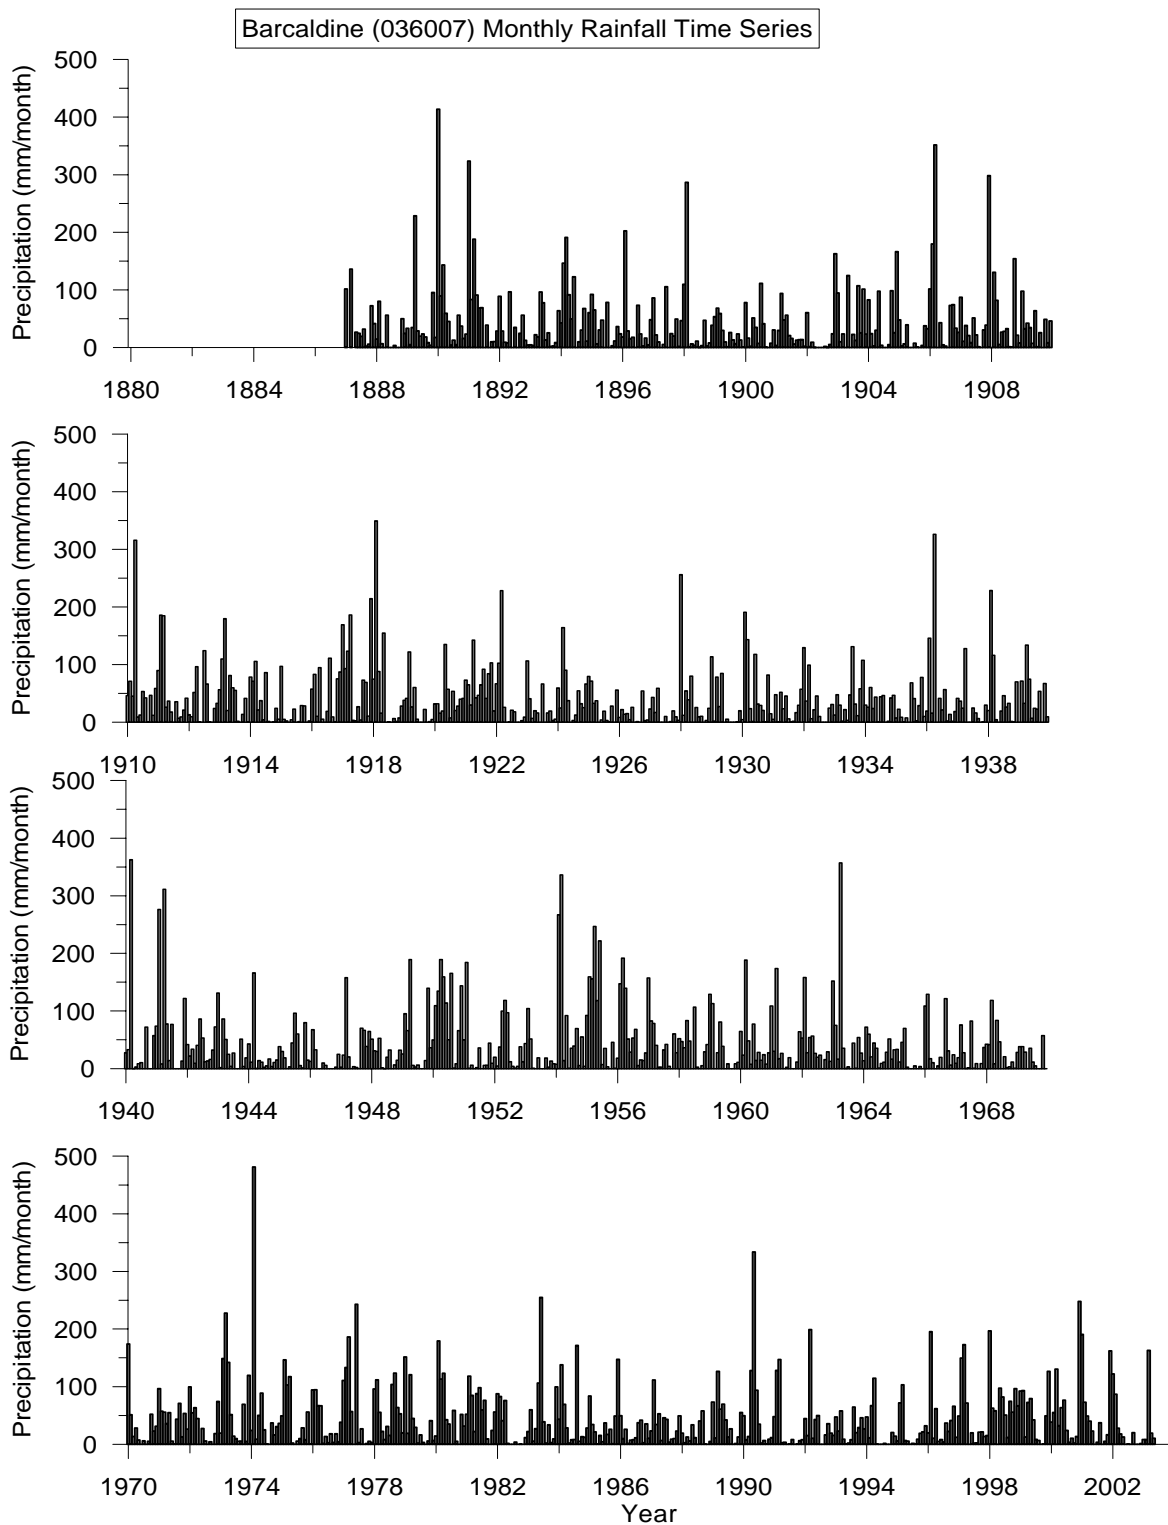 Barcaldine (036007) Monthly Rainfall Time Series
Precipitation (mm/month)
500
400
300
200
100
0
1880 1884 1888 1892 1896 1900 1904 1908
Precipitation (mm/month)
500
400
300
200
100
0
1910 1914 1918 1922 1926 1930 1934 1938
Precipitation (mm/month)
500
400
300
200
100
0
1940 1944 1948 1952 1956 1960 1964 1968
Precipitation (mm/month)
500
400
300
200
100
0
1970 1974 1978 1982 1986 1990 1994 1998 2002
Year